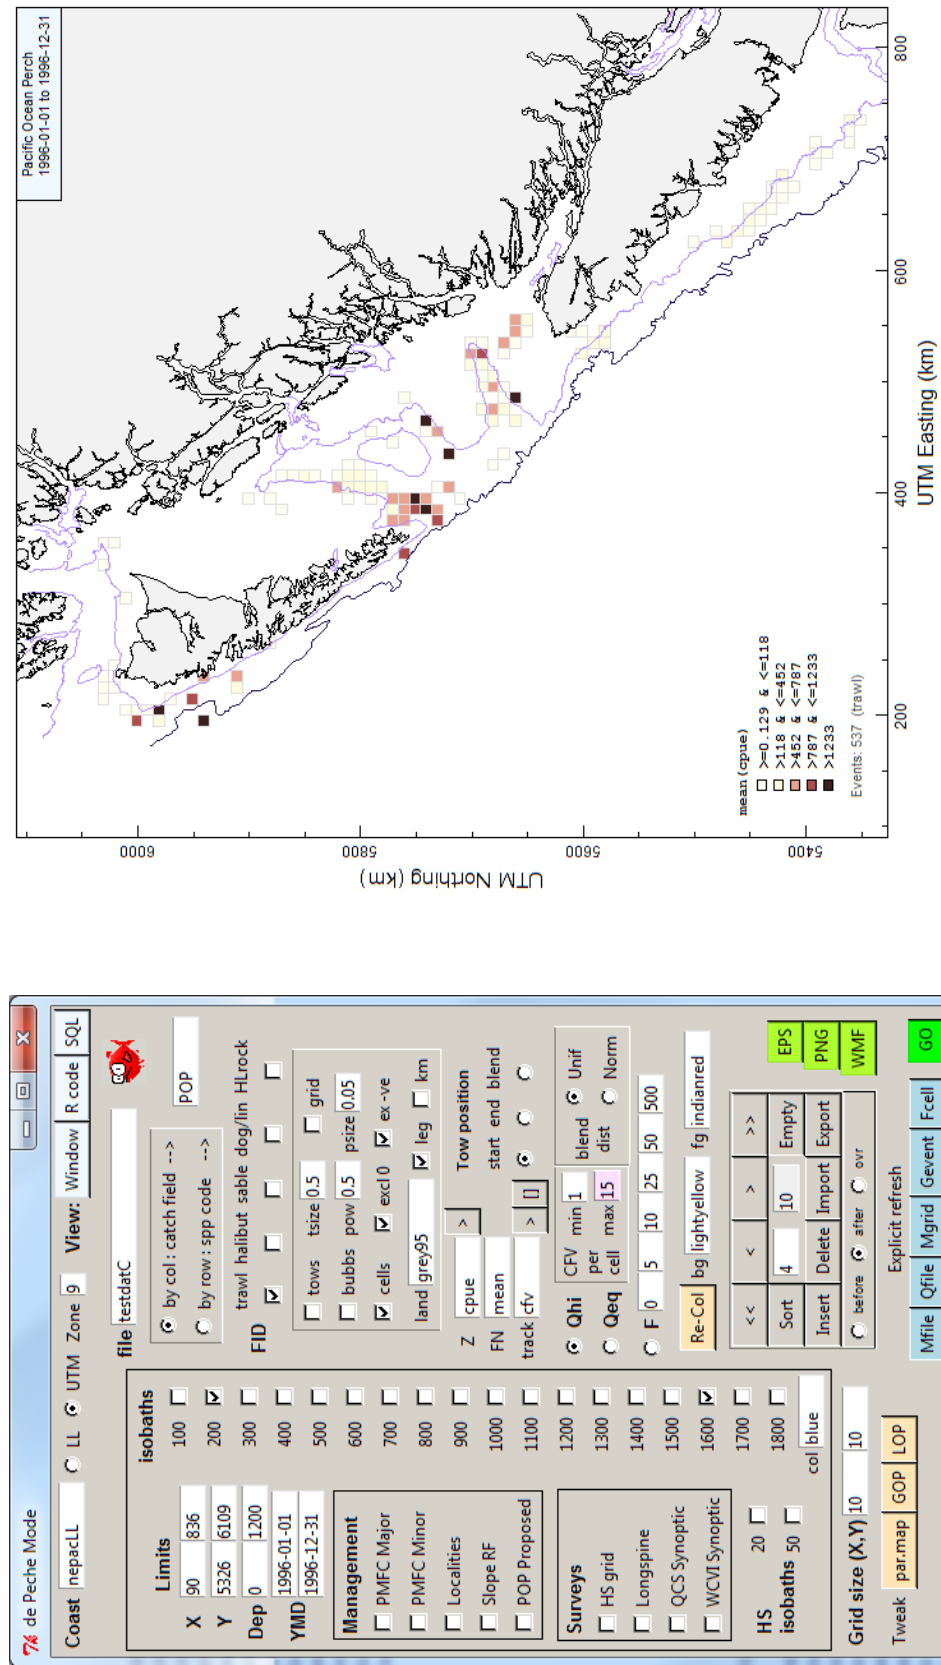 de Peche Mode
Coast nepacLL LL UTM Zone 9 View: Window R code SQL
file testdatC
by col : catch field --> POP
by row : spp code -->
trawl halibut sable dog/lin HLrock
FID
tows tsize 0.5 grid
bubbs pow 0.5 psize 0.05
cells excl 0 ex -ve
land grey95 leg km
Z cpue > Tow position
FN mean start end blend
track cfv > []
Qhi CFV min 1 blend Unif
Qeq per cell max 15 dist Norm
F 0 5 10 25 50 500
Re-Col bg lightyellow fg indianred
<< < > >>
Sort 4 10 Empty
Insert Delete Import Export
before after ovr
EPS
PNG
WMF
Explicit refresh
Mfile Qfile Mgrid Gevent Fcell GO
Limits
X 90 836
Y 5326 6109
Dep 0 1200
YMD 1996-01-01
1996-12-31
Management
PMFC Major
PMFC Minor
Localities
Slope RF
POP Proposed
Surveys
HS grid
Longspine
QCS Synoptic
WCVI Synoptic
HS isobaths 20
50
isobaths
100
200
300
400
500
600
700
800
900
1000
1100
1200
1300
1400
1500
1600
1700
1800
col blue
Grid size (X,Y) 10 10
Tweak par.map GOP LOP
Pacific Ocean Perch
1996-01-01 to 1996-12-31
UTM Northing (km)
6000
5800
5600
5400
mean(cpue)
>=0.129 & <=118
>118 & <=452
>452 & <=787
>787 & <=1233
>1233
Events: 537 (trawl)
200
400
600
800
UTM Easting (km)